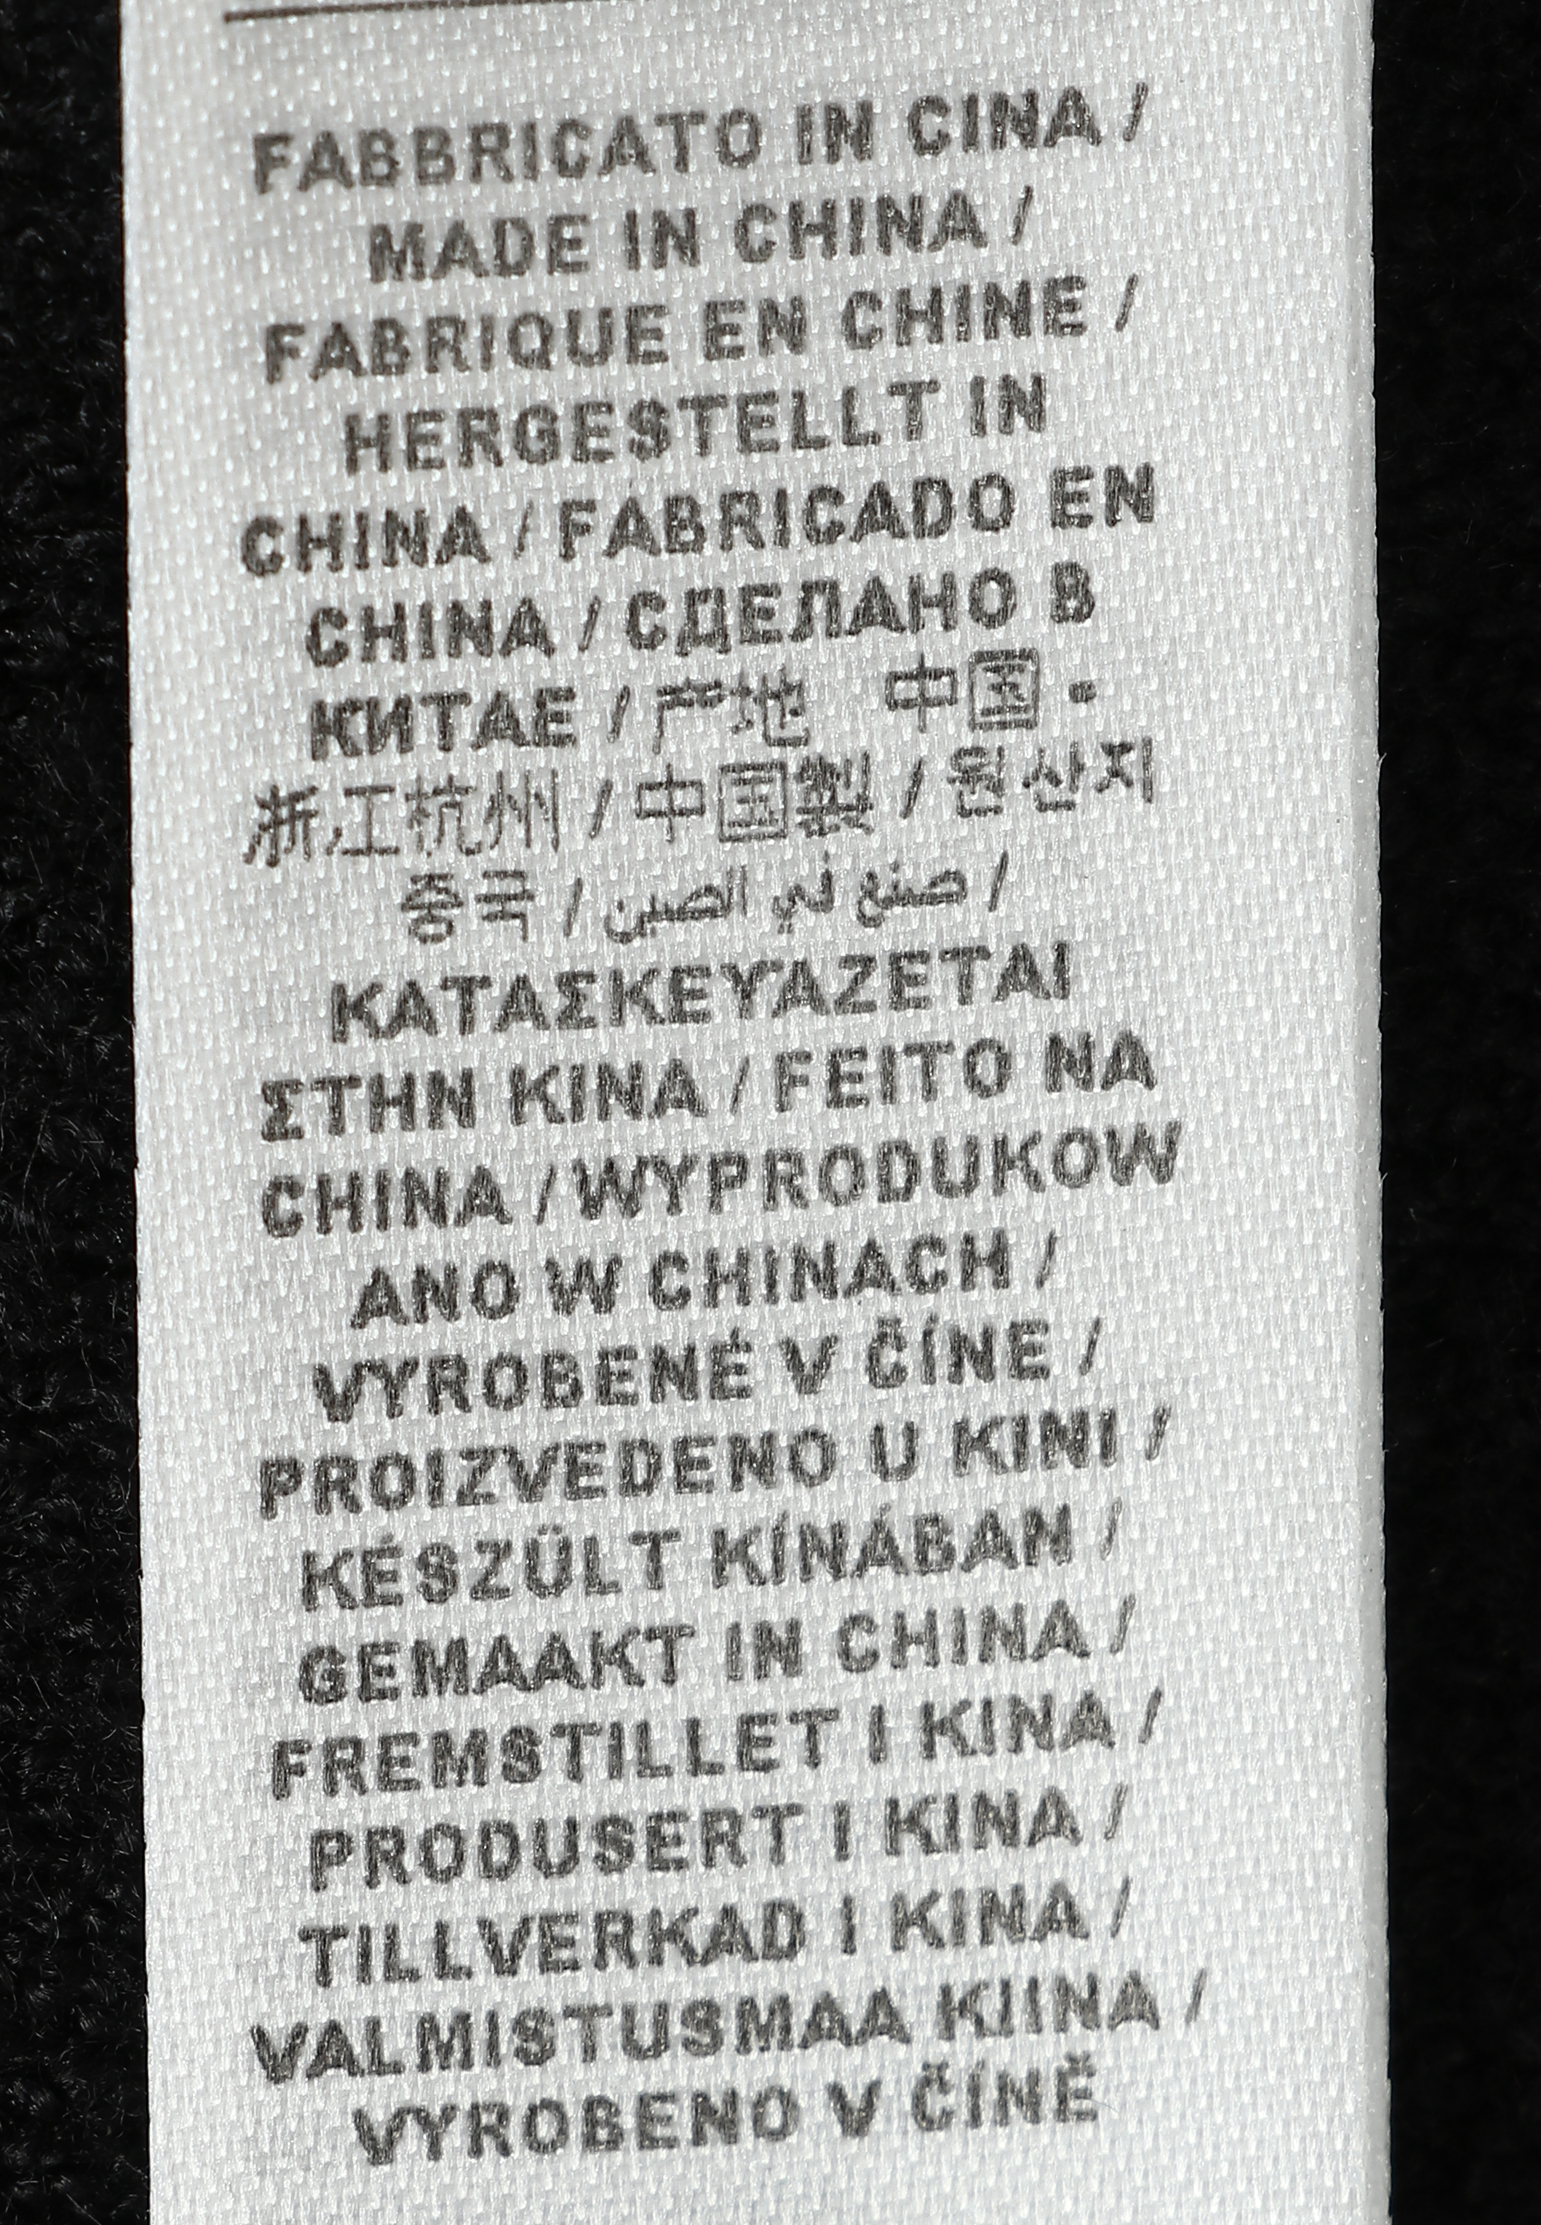 FABBRICATO IN CINA /
MADE IN CHINA /
FABRIQUE EN CHINE /
HERGESTELLT IN
CHINA / FABRICADO EN
CHINA / СДЕЛАНО В
КИТАЕ / 产地 中国 •
浙江杭州 / 中国製 / 원산지
중국 / صنع في الصين /
ΚΑΤΑΣΚΕΥΑΖΕΤΑΙ
ΣΤΗΝ ΚΙΝΑ / FEITO NA
CHINA / WYPRODUKOW
ANO W CHINACH /
VYROBENÉ V ČÍNE /
PROIZVEDENO U KINI /
KÉSZÜLT KÍNÁBAN /
GEMAAKT IN CHINA /
FREMSTILLET I KINA /
PRODUSERT I KINA /
TILLVERKAD I KINA /
VALMISTUSMAA KIINA /
VYROBENO V ČÍNĚ